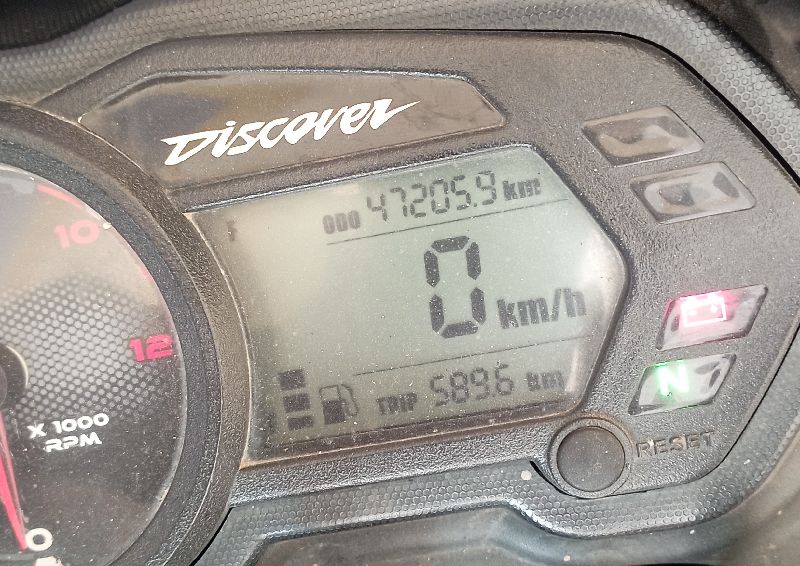 Discover
ODO 47205.9 km
0 km/h
TRIP 589.6 km
10
12
X 1000
RPM
0
N
RESET
F